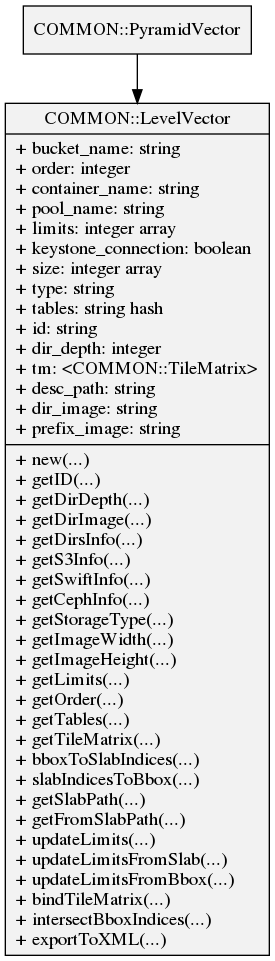 COMMON::PyramidVector
COMMON::LevelVector
+ bucket_name: string
+ order: integer
+ container_name: string
+ pool_name: string
+ limits: integer array
+ keystone_connection: boolean
+ size: integer array
+ type: string
+ tables: string hash
+ id: string
+ dir_depth: integer
+ tm: <COMMON::TileMatrix>
+ desc_path: string
+ dir_image: string
+ prefix_image: string
+ new(...)
+ getID(...)
+ getDirDepth(...)
+ getDirImage(...)
+ getDirsInfo(...)
+ getS3Info(...)
+ getSwiftInfo(...)
+ getCephInfo(...)
+ getStorageType(...)
+ getImageWidth(...)
+ getImageHeight(...)
+ getLimits(...)
+ getOrder(...)
+ getTables(...)
+ getTileMatrix(...)
+ bboxToSlabIndices(...)
+ slabIndicesToBbox(...)
+ getSlabPath(...)
+ getFromSlabPath(...)
+ updateLimits(...)
+ updateLimitsFromSlab(...)
+ updateLimitsFromBbox(...)
+ bindTileMatrix(...)
+ intersectBboxIndices(...)
+ exportToXML(...)